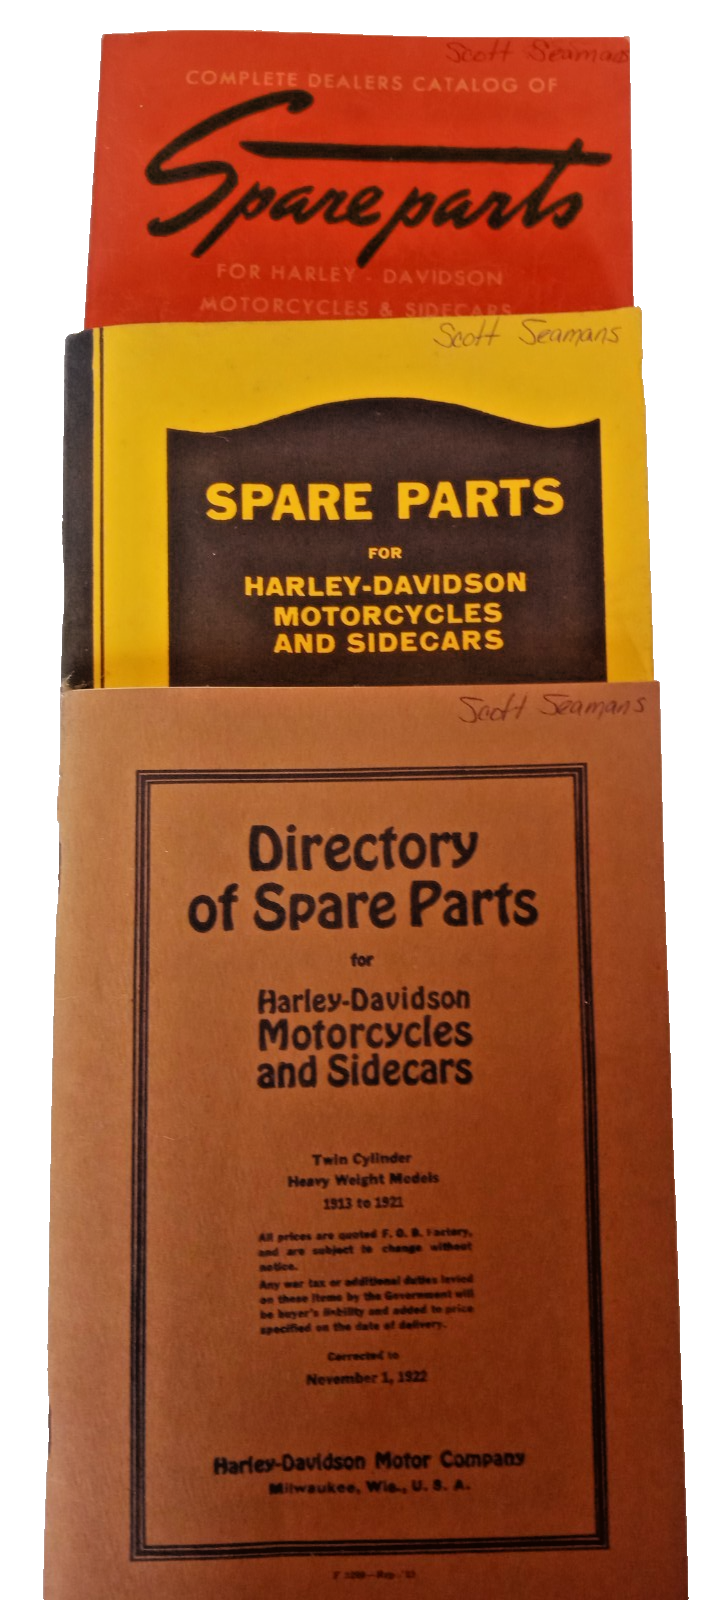 Scott Seamans
COMPLETE DEALERS CATALOG OF
Spare parts
FOR HARLEY - DAVIDSON
MOTORCYCLES & SIDECARS
Scott Seamans
SPARE PARTS
FOR
HARLEY-DAVIDSON
MOTORCYCLES
AND SIDECARS
Scott Seamans
Directory
of Spare Parts
for
Harley-Davidson
Motorcycles
and Sidecars
Twin Cylinder
Heavy Weight Models
1913 to 1921
All prices are quoted F. O. B. Factory,
and are subject to change without
notice.
Any war tax or additional duties levied
on these items by the Government will
be buyer's liability and added to price
specified on the date of delivery.
Corrected to
November 1, 1922
Harley-Davidson Motor Company
Milwaukee, Wis., U. S. A.